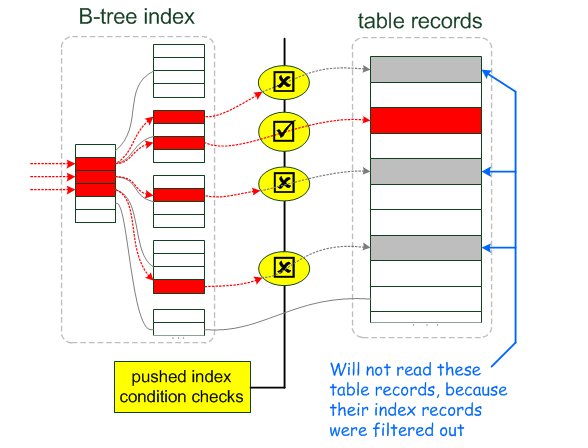 B-tree index
table records
...
. . .
pushed index
condition checks
Will not read these
table records, because
their index records
were filtered out